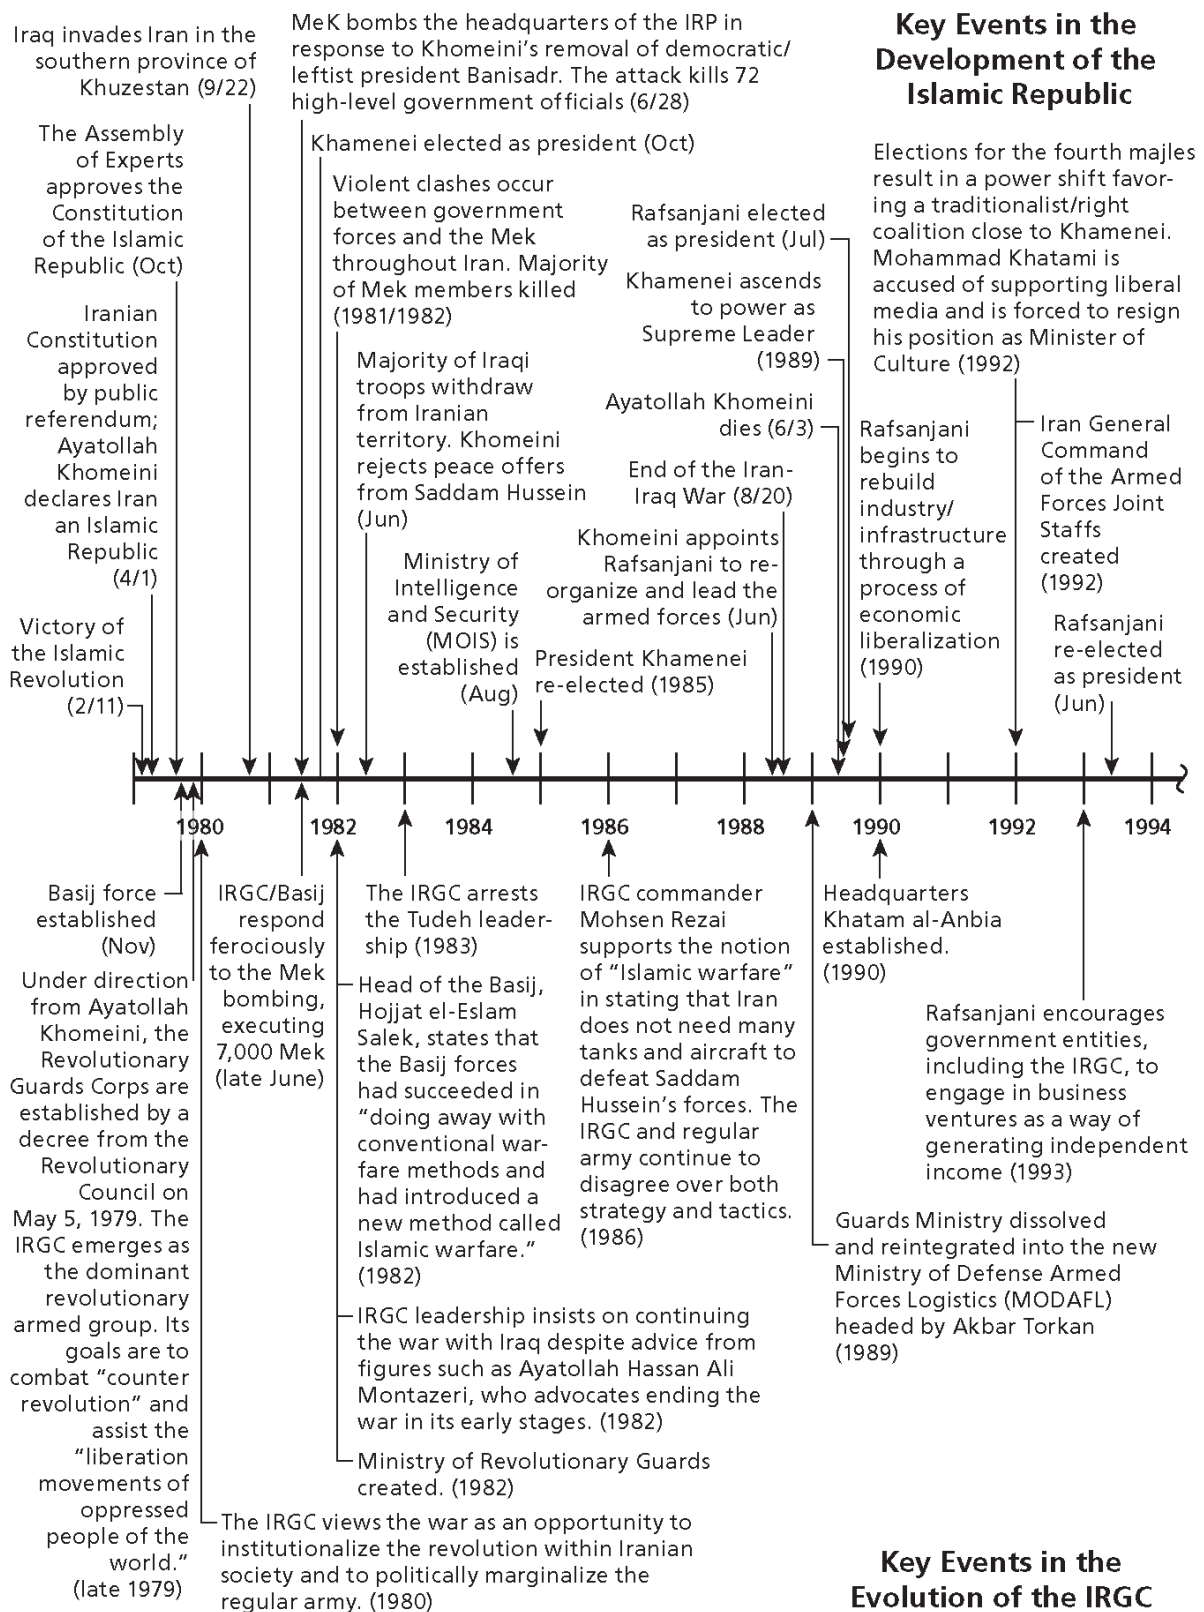 Key Events in the
Development of the
Islamic Republic
Iraq invades Iran in the
southern province of
Khuzestan (9/22)
MeK bombs the headquarters of the IRP in
response to Khomeini's removal of democratic/
leftist president Banisadr. The attack kills 72
high-level government officials (6/28)
The Assembly
of Experts
approves the
Constitution
of the Islamic
Republic (Oct)
Khamenei elected as president (Oct)
Violent clashes occur
between government
forces and the Mek
throughout Iran. Majority
of Mek members killed
(1981/1982)
Rafsanjani elected
as president (Jul)
Elections for the fourth majles
result in a power shift favor-
ing a traditionalist/right
coalition close to Khamenei.
Mohammad Khatami is
accused of supporting liberal
media and is forced to resign
his position as Minister of
Culture (1992)
Khamenei ascends
to power as
Supreme Leader
(1989)
Iranian
Constitution
approved
by public
referendum;
Ayatollah
Khomeini
declares Iran
an Islamic
Republic
(4/1)
Majority of Iraqi
troops withdraw
from Iranian
territory. Khomeini
rejects peace offers
from Saddam Hussein
(Jun)
Ayatollah Khomeini
dies (6/3)
Rafsanjani
begins to
rebuild
industry/
infrastructure
through a
process of
economic
liberalization
(1990)
Iran General
Command
of the Armed
Forces Joint
Staffs
created
(1992)
End of the Iran-
Iraq War (8/20)
Khomeini appoints
Rafsanjani to re-
organize and lead the
armed forces (Jun)
Ministry of
Intelligence
and Security
(MOIS) is
established
(Aug)
Victory of
the Islamic
Revolution
(2/11)
President Khamenei
re-elected (1985)
Rafsanjani
re-elected
as president
(Jun)
1980 1982 1984 1986 1988 1990 1992 1994
Basij force
established
(Nov)
Under direction
from Ayatollah
Khomeini, the
Revolutionary
Guards Corps are
established by a
decree from the
Revolutionary
Council on
May 5, 1979. The
IRGC emerges as
the dominant
revolutionary
armed group. Its
goals are to
combat "counter
revolution" and
assist the
"liberation
movements of
oppressed
people of the
world."
(late 1979)
IRGC/Basij
respond
ferociously
to the Mek
bombing,
executing
7,000 Mek
(late June)
The IRGC arrests
the Tudeh leader-
ship (1983)
Head of the Basij,
Hojjat el-Eslam
Salek, states that
the Basij forces
had succeeded in
"doing away with
conventional war-
fare methods and
had introduced a
new method called
Islamic warfare."
(1982)
IRGC leadership insists on continuing
the war with Iraq despite advice from
figures such as Ayatollah Hassan Ali
Montazeri, who advocates ending the
war in its early stages. (1982)
Ministry of Revolutionary Guards
created. (1982)
The IRGC views the war as an opportunity to
institutionalize the revolution within Iranian
society and to politically marginalize the
regular army. (1980)
IRGC commander
Mohsen Rezai
supports the notion
of "Islamic warfare"
in stating that Iran
does not need many
tanks and aircraft to
defeat Saddam
Hussein's forces. The
IRGC and regular
army continue to
disagree over both
strategy and tactics.
(1986)
Headquarters
Khatam al-Anbia
established.
(1990)
Rafsanjani encourages
government entities,
including the IRGC, to
engage in business
ventures as a way of
generating independent
income (1993)
Guards Ministry dissolved
and reintegrated into the new
Ministry of Defense Armed
Forces Logistics (MODAFL)
headed by Akbar Torkan
(1989)
Key Events in the
Evolution of the IRGC